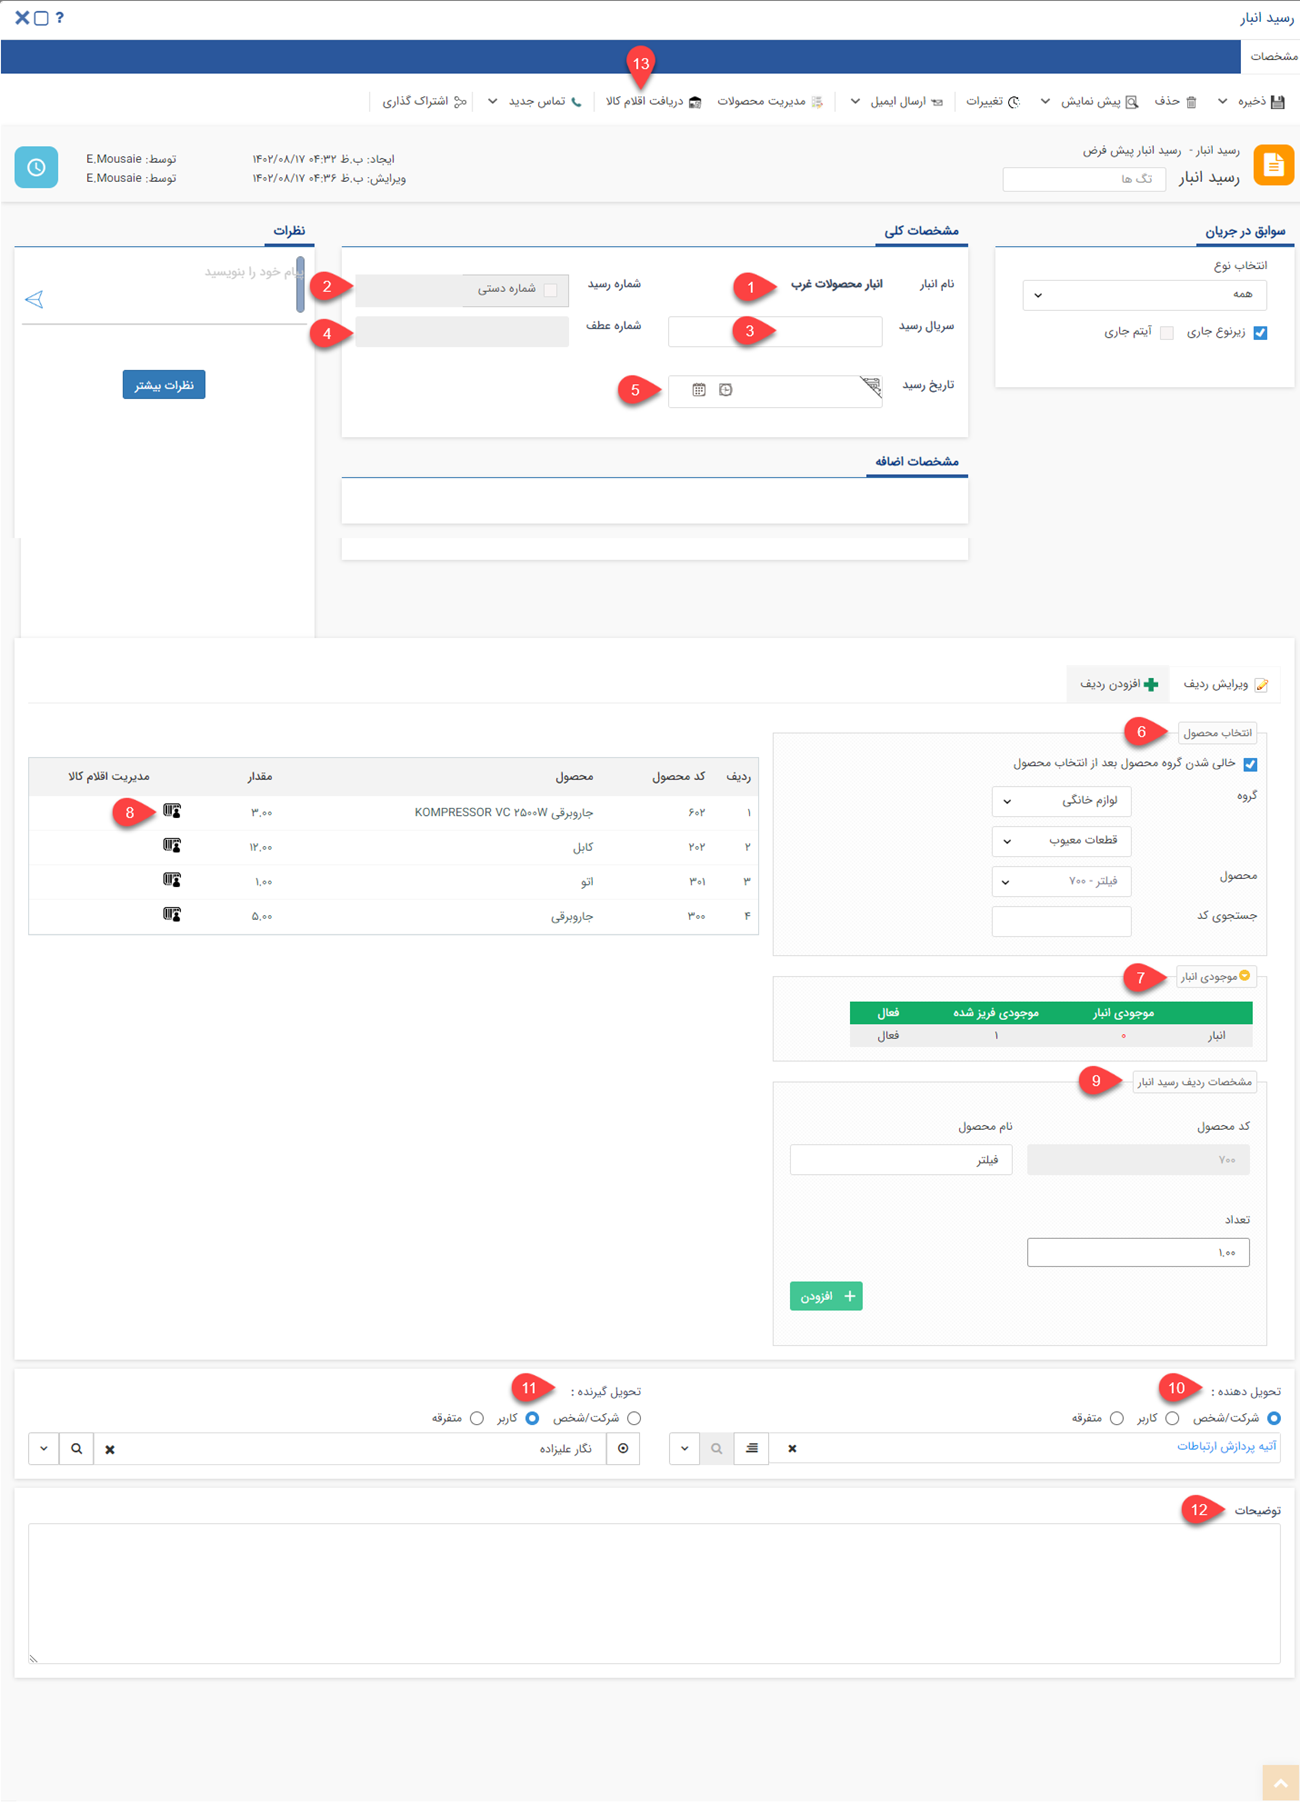 رسید انبار
?
مشخصات
ذخیره
حذف
پیش نمایش
تغییرات
ارسال ایمیل
مدیریت محصولات
دریافت اقلام کالا
تماس جدید
اشتراک گذاری
13
رسید انبار - رسید انبار پیش فرض
رسید انبار
تگ ها
ایجاد: ب.ظ ۰۴:۳۲ ۱۴۰۲/۰۸/۱۷
توسط: E.Mousaie
ویرایش: ب.ظ ۰۴:۳۶ ۱۴۰۲/۰۸/۱۷
توسط: E.Mousaie
سوابق در جریان
انتخاب نوع
همه
زیرنوع جاری
آیتم جاری
مشخصات کلی
نام انبار
انبار محصولات غرب
1
شماره رسید
شماره دستی
2
سریال رسید
3
شماره عطف
4
تاریخ رسید
5
مشخصات اضافه
نظرات
پیام خود را بنویسید
نظرات بیشتر
ویرایش ردیف
افزودن ردیف
انتخاب محصول
6
خالی شدن گروه محصول بعد از انتخاب محصول
گروه
لوازم خانگی
قطعات معیوب
محصول
فیلتر - ۷۰۰
جستجوی کد
ردیف کد محصول محصول مقدار مدیریت اقلام کالا
۱ ۶۰۲ جاروبرقی KOMPRESSOR VC ۲۵۰۰W ۳.۰۰
8
۲ ۲۰۲ کابل ۱۲.۰۰
۳ ۳۰۱ اتو ۱.۰۰
۴ ۳۰۰ جاروبرقی ۵.۰۰
موجودی انبار
7
موجودی انبار موجودی فریز شده فعال
انبار ۰ ۱ فعال
مشخصات ردیف رسید انبار
9
کد محصول
نام محصول
۷۰۰
فیلتر
تعداد
۱.۰۰
افزودن
تحویل دهنده :
10
شرکت/شخص
کاربر
متفرقه
آتیه پردازش ارتباطات
تحویل گیرنده :
11
شرکت/شخص
کاربر
متفرقه
نگار علیزاده
توضیحات
12